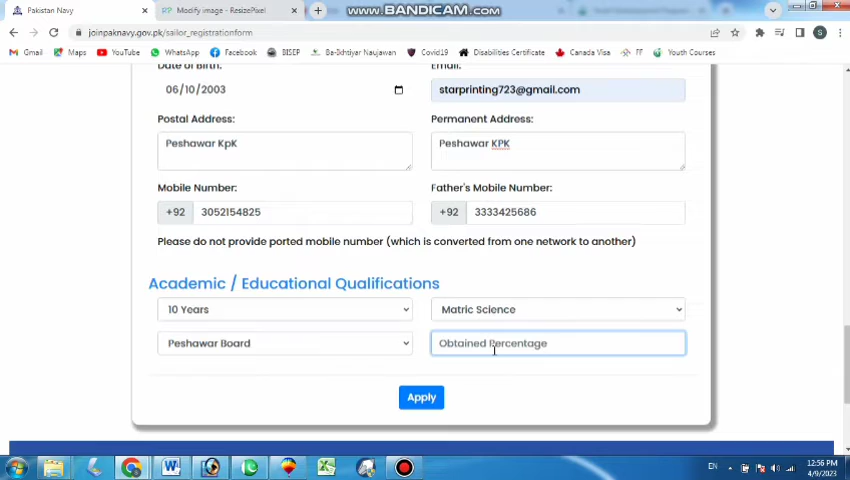 Pakistan Navy
Modify image - ResizePixel
www.BANDICAM.com
joinpaknavy.gov.pk/sailor_registrationform
Gmail Maps YouTube WhatsApp Facebook BISEP Ba-Ikhtiyar Naujawan Covid19 Disabilities Certificate Canada Visa FF Youth Courses
Date of Birth: Email:
06/10/2003 starprinting723@gmail.com
Postal Address: Permanent Address:
Peshawar KpK Peshawar KPK
Mobile Number: Father's Mobile Number:
+92 3052154825 +92 3333425686
Please do not provide ported mobile number (which is converted from one network to another)
Academic / Educational Qualifications
10 Years Matric Science
Peshawar Board Obtained Percentage
Apply
EN 12:56 PM
4/9/2023